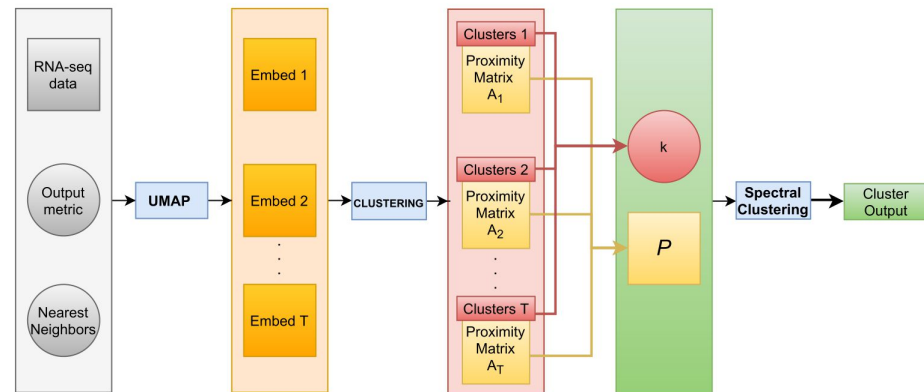 RNA-seq
data
Output
metric
Nearest
Neighbors
UMAP
Embed 1
Embed 2
. . .
Embed T
CLUSTERING
Clusters 1
Proximity
Matrix
A1
Clusters 2
Proximity
Matrix
A2
. . .
Clusters T
Proximity
Matrix
AT
k
P
Spectral
Clustering
Cluster
Output